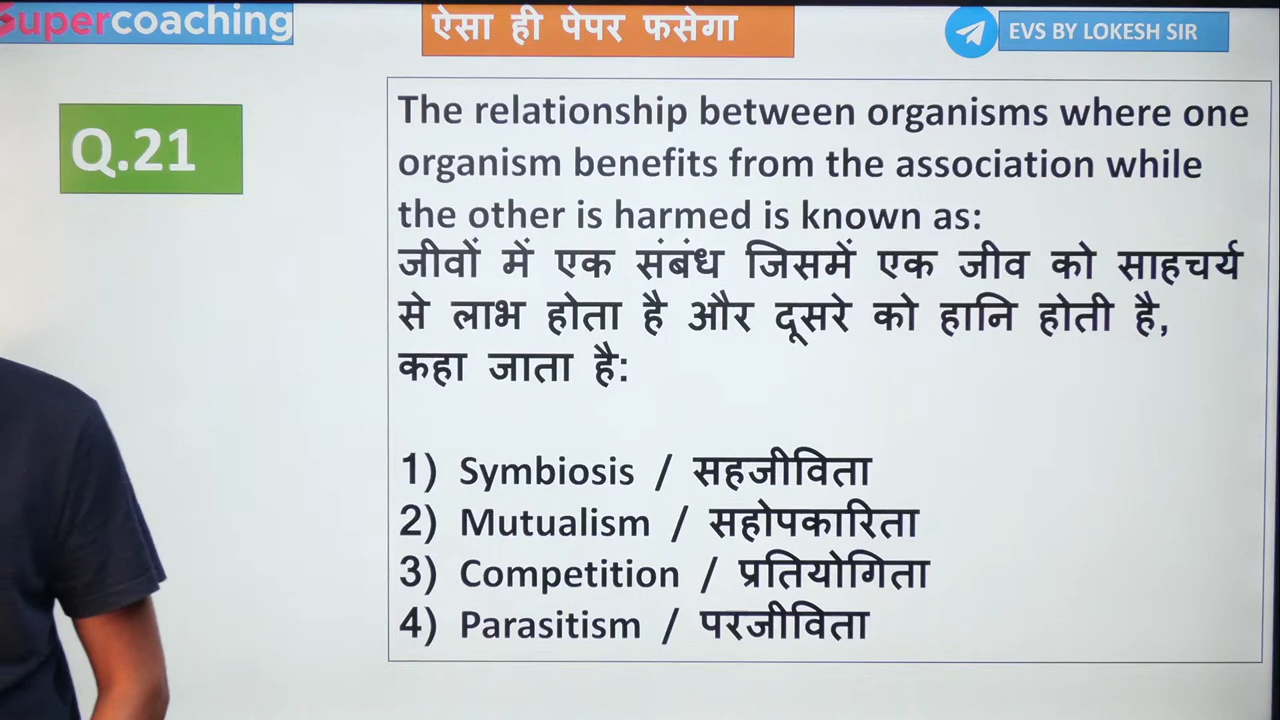 Supercoaching
ऐसा ही पेपर फसेगा
EVS BY LOKESH SIR
Q.21
The relationship between organisms where one
organism benefits from the association while
the other is harmed is known as:
जीवों में एक संबंध जिसमें एक जीव को साहचर्य
से लाभ होता है और दूसरे को हानि होती है,
कहा जाता है:
1) Symbiosis / सहजीविता
2) Mutualism / सहोपकारिता
3) Competition / प्रतियोगिता
4) Parasitism / परजीविता